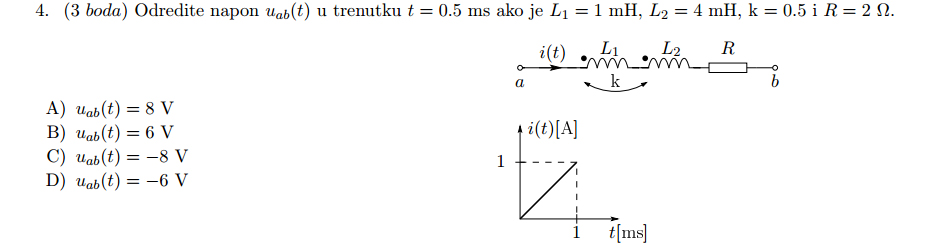 4. (3 boda) Odredite napon uab(t) u trenutku t = 0.5 ms ako je L1 = 1 mH, L2 = 4 mH, k = 0.5 i R = 2 Ω.
i(t) L1 L2 R
a k b
A) uab(t) = 8 V
B) uab(t) = 6 V
C) uab(t) = −8 V
D) uab(t) = −6 V
i(t)[A]
1
1 t[ms]